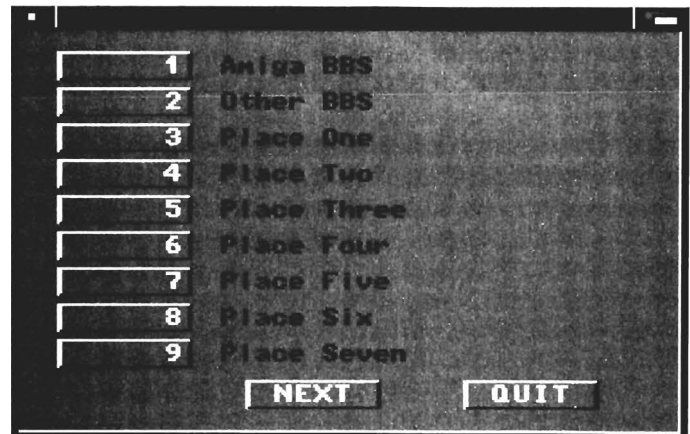 1 Amiga BBS
2 Other BBS
3 Place One
4 Place Two
5 Place Three
6 Place Four
7 Place Five
8 Place Six
9 Place Seven
NEXT QUIT